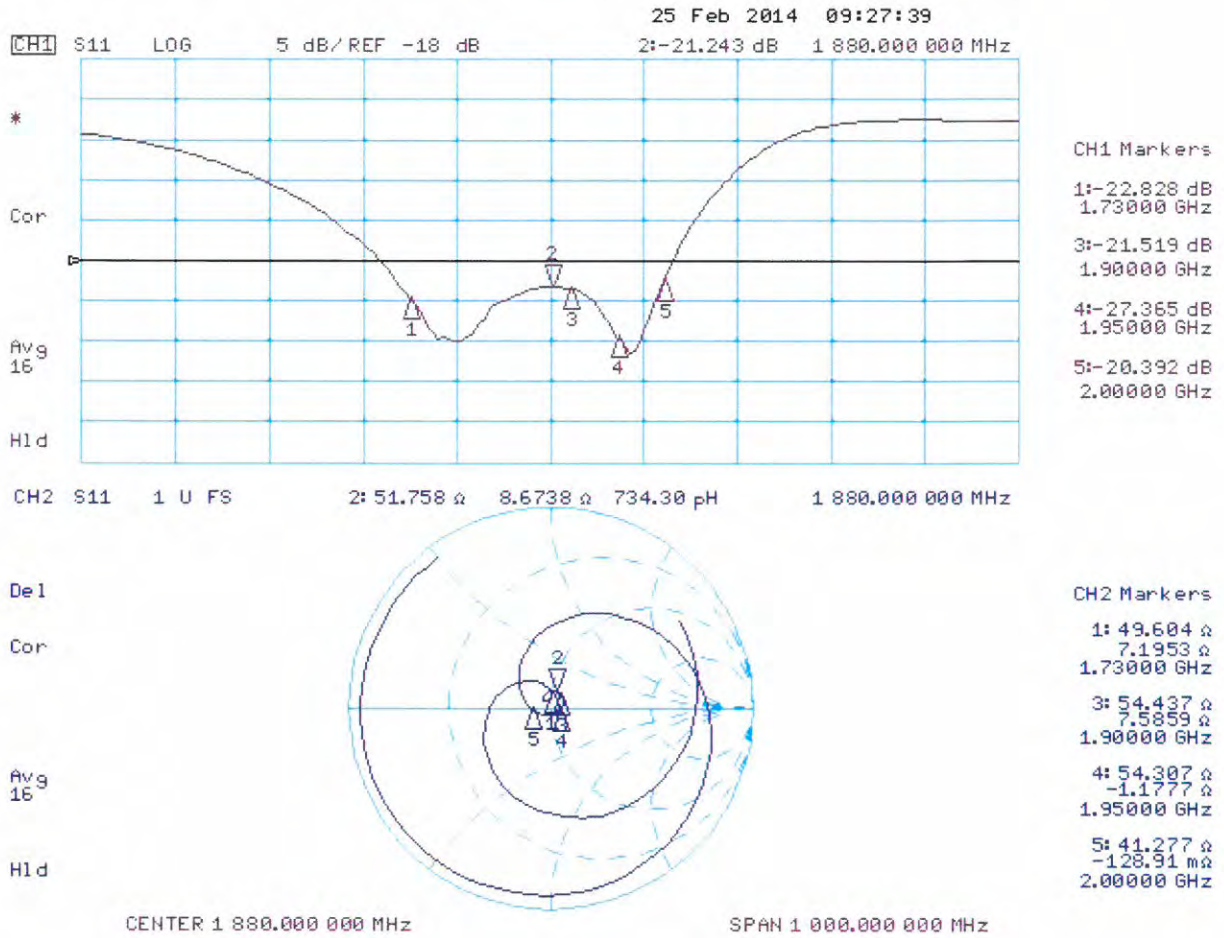 25 Feb 2014 09:27:39
CH1 S11 LOG 5 dB/REF -18 dB 2:-21.243 dB 1 880.000 000 MHz
*
Cor
Avg
16
Hld
2
1
3
4
5
CH1 Markers
1:-22.828 dB
1.73000 GHz
3:-21.519 dB
1.90000 GHz
4:-27.365 dB
1.95000 GHz
5:-20.392 dB
2.00000 GHz
CH2 S11 1 U FS 2: 51.758 Ω 8.6738 Ω 734.30 pH 1 880.000 000 MHz
Del
Cor
Avg
16
Hld
2
1
3
5
4
CH2 Markers
1: 49.604 Ω
7.1953 Ω
1.73000 GHz
3: 54.437 Ω
7.5859 Ω
1.90000 GHz
4: 54.307 Ω
-1.1777 Ω
1.95000 GHz
5: 41.277 Ω
-128.91 mΩ
2.00000 GHz
CENTER 1 880.000 000 MHz SPAN 1 000.000 000 MHz